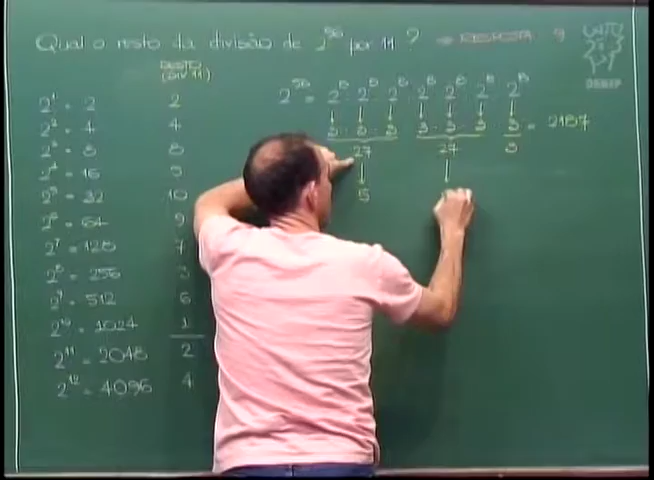 Qual o resto da divisão de 2⁵⁶ por 11? → RESPOSTA: 9
RESTO
(DIV 11)
2⁵⁶ = 2⁸ · 2⁸ · 2⁸ · 2⁸ · 2⁸ · 2⁸ · 2⁸
3 · 3 · 3 · 3 · 3 · 3 · 3 = 2187
27 27 3
5
2¹ = 2 2
2² = 4 4
2³ = 8 8
2⁴ = 16 5
2⁵ = 32 10
2⁶ = 64 9
2⁷ = 128 7
2⁸ = 256 3
2⁹ = 512 6
2¹⁰ = 1024 1
2¹¹ = 2048 2
2¹² = 4096 4